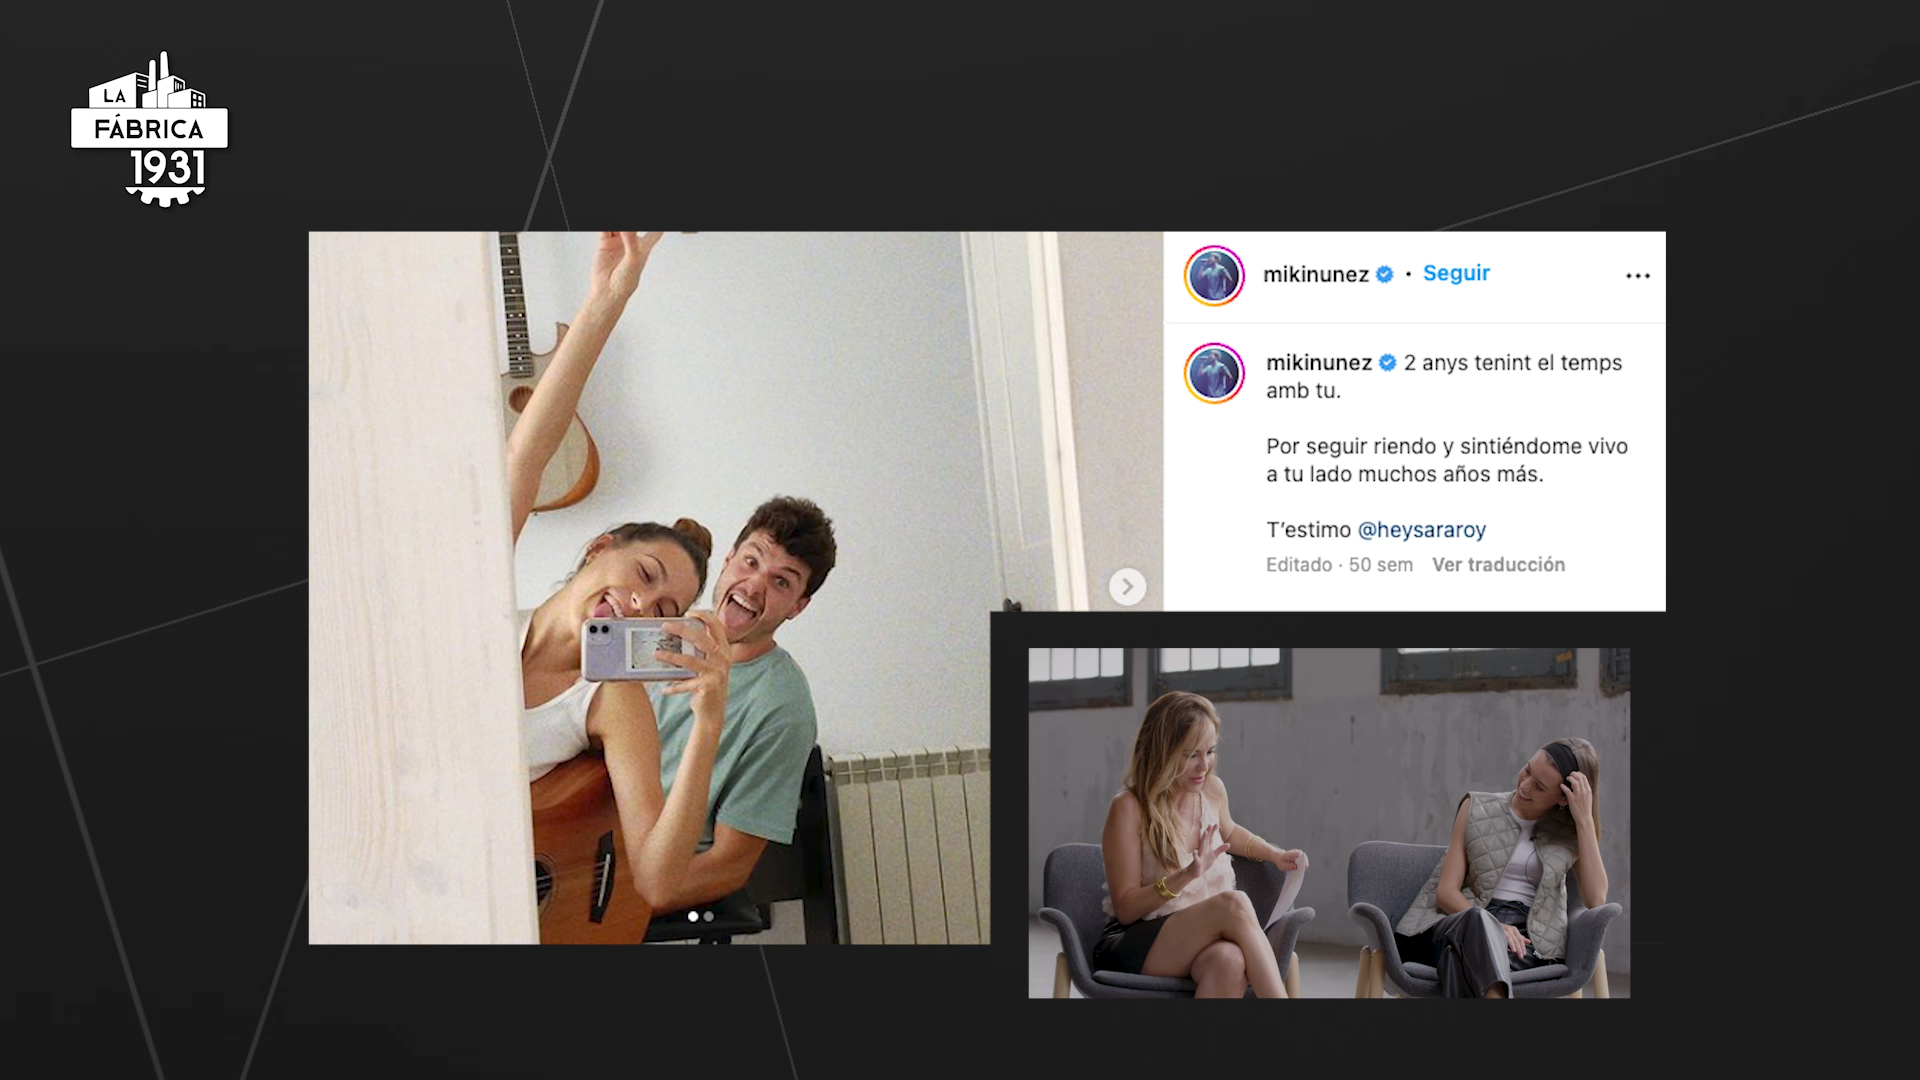 LA
FÁBRICA
1931
mikinunez • Seguir
mikinunez 2 anys tenint el temps
amb tu.
Por seguir riendo y sintiéndome vivo
a tu lado muchos años más.
T'estimo @heysararoy
Editado · 50 sem Ver traducción